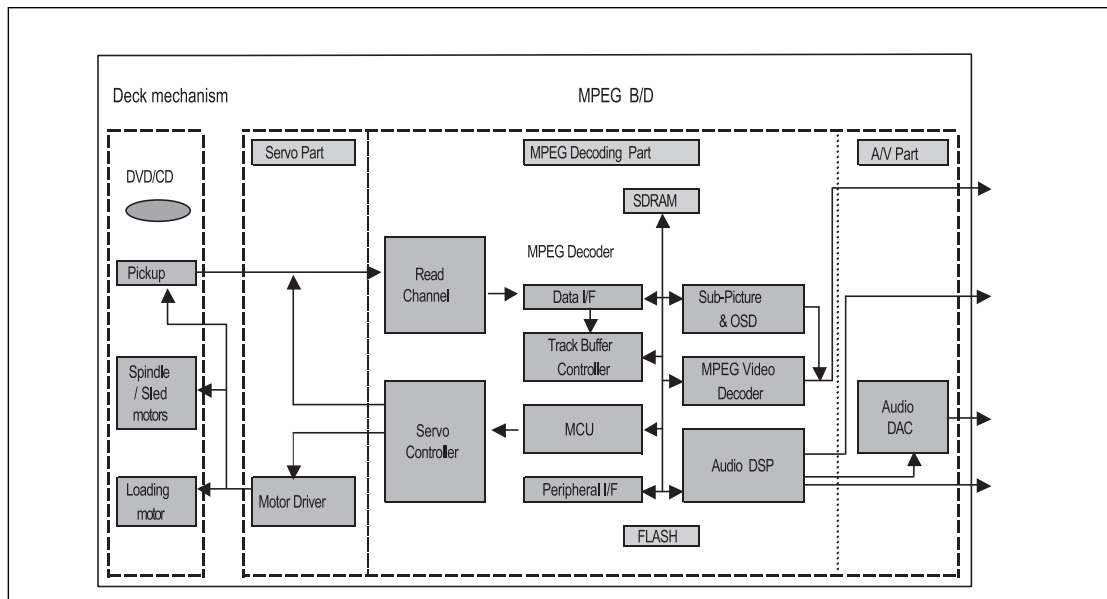 Deck mechanism
MPEG B/D
Servo Part
MPEG Decoding Part
A/V Part
DVD/CD
SDRAM
MPEG Decoder
Pickup
Read
Channel
Data I/F
Sub-Picture
& OSD
Track Buffer
Controller
Spindle
/ Sled
motors
MPEG Video
Decoder
Servo
Controller
MCU
Audio
DAC
Audio DSP
Loading
motor
Motor Driver
Peripheral I/F
FLASH